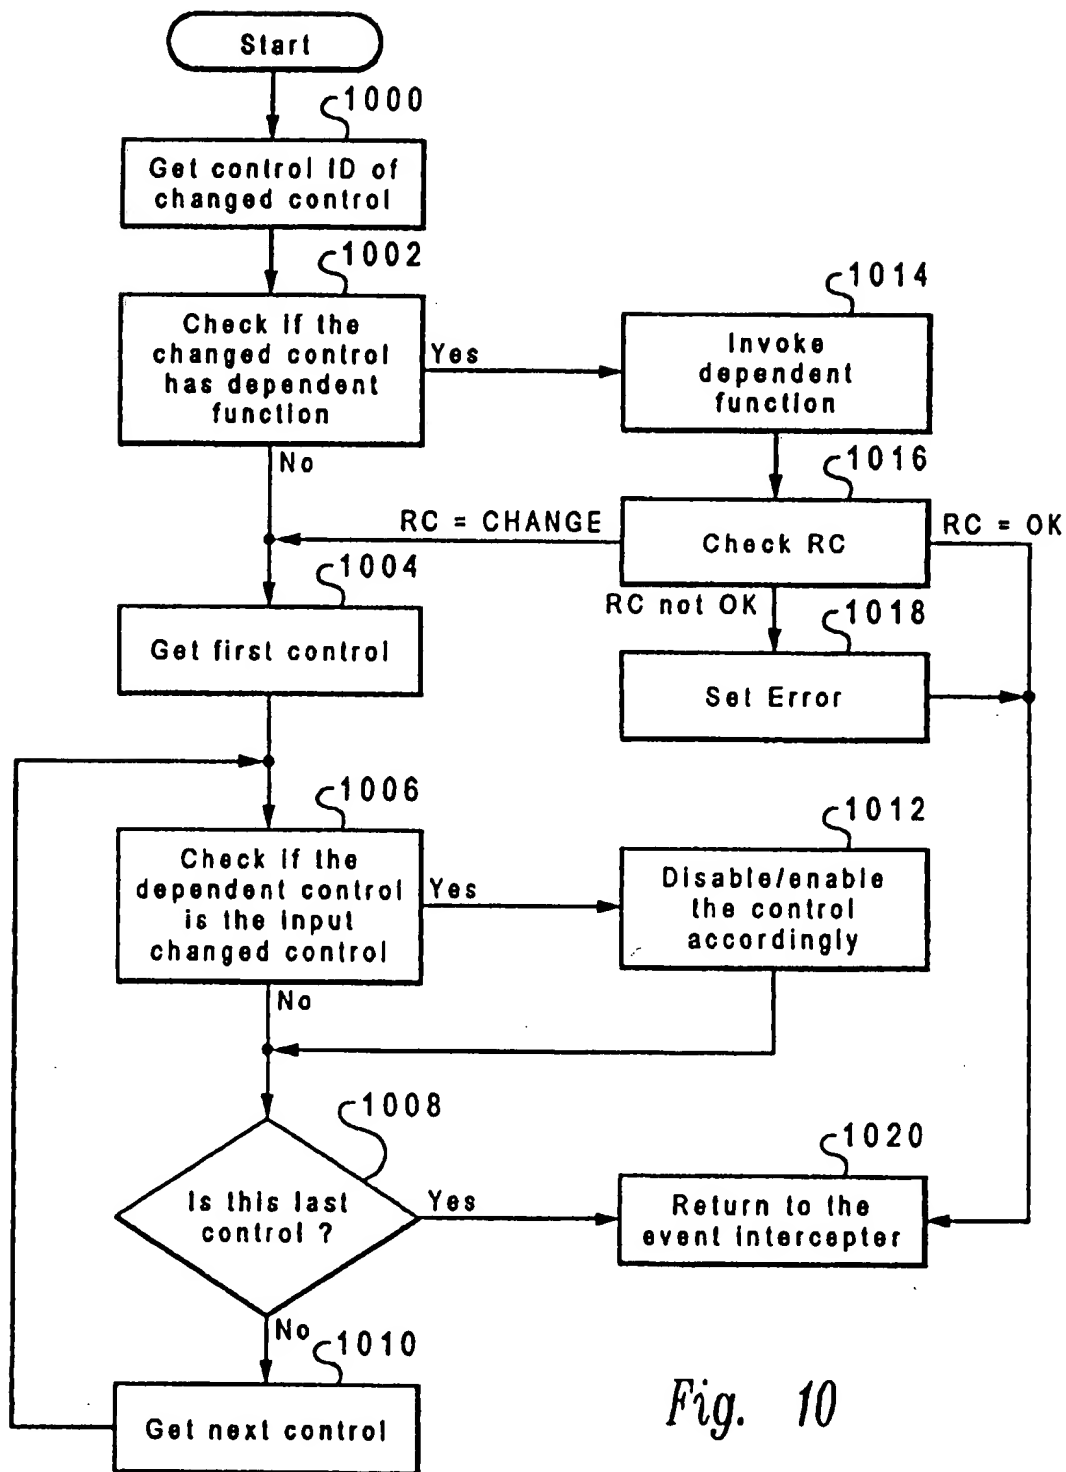 Start
1000
Get control ID of
changed control
1002
Check if the
changed control
has dependent
function
Yes
No
1014
Invoke
dependent
function
1016
RC = CHANGE
Check RC
RC = OK
RC not OK
1004
Get first control
1018
Set Error
1006
Check if the
dependent control
is the input
changed control
Yes
No
1012
Disable/enable
the control
accordingly
1008
Is this last
control ?
Yes
No
1020
Return to the
event intercepter
1010
Get next control
Fig. 10